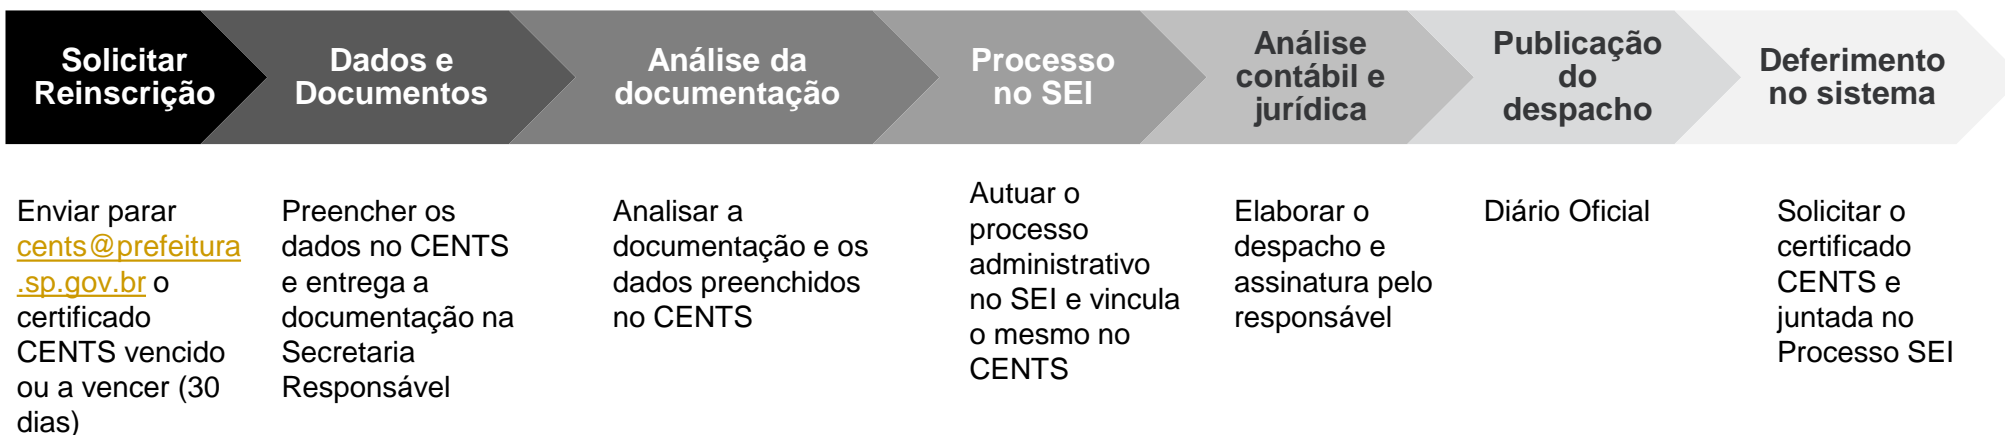 Solicitar
Reinscrição
Dados e
Documentos
Análise da
documentação
Processo
no SEI
Análise
contábil e
jurídica
Publicação
do
despacho
Deferimento
no sistema
Enviar parar
cents@prefeitura
.sp.gov.br o
certificado
CENTS vencido
ou a vencer (30
dias)
Preencher os
dados no CENTS
e entrega a
documentação na
Secretaria
Responsável
Analisar a
documentação e os
dados preenchidos
no CENTS
Autuar o
processo
administrativo
no SEI e vincula
o mesmo no
CENTS
Elaborar o
despacho e
assinatura pelo
responsável
Diário Oficial
Solicitar o
certificado
CENTS e
juntada no
Processo SEI